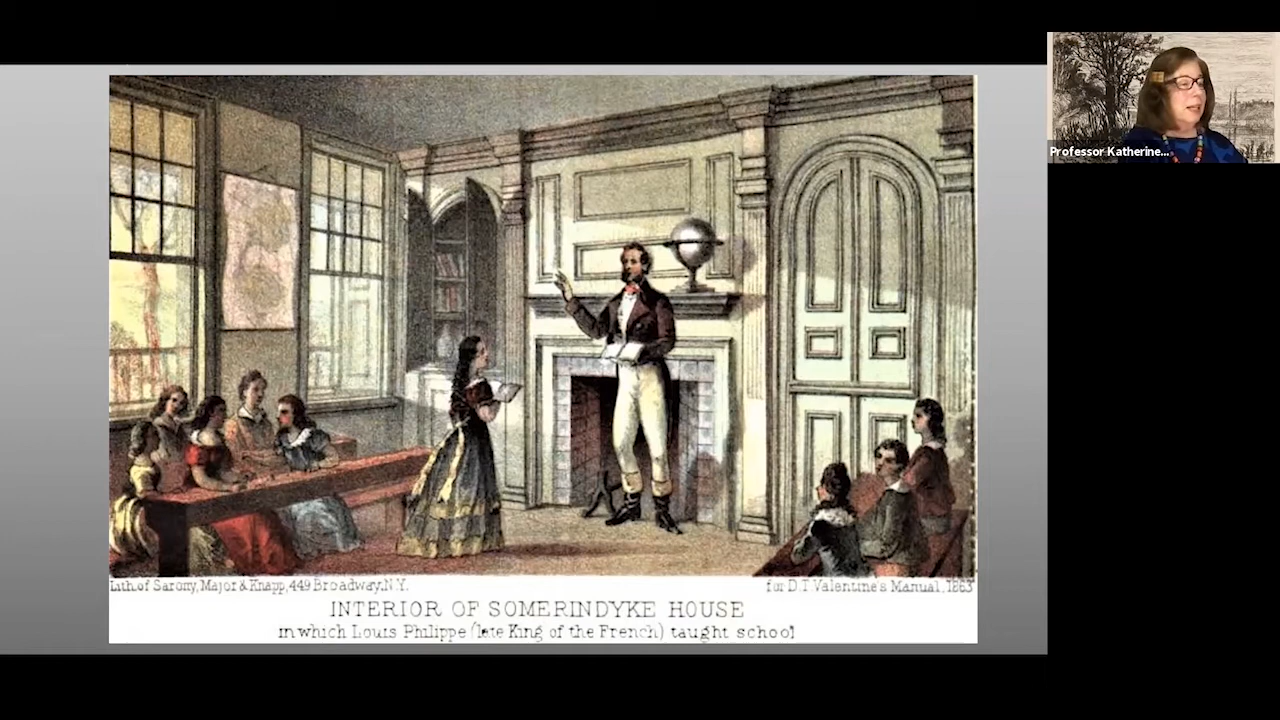 Professor Katherine...
Lith.of Sarony, Major & Knapp, 449 Broadway, N.Y.
for D.T. Valentine's Manual, 1863
INTERIOR OF SOMERINDYKE HOUSE
in which Louis Philippe (late King of the French) taught school